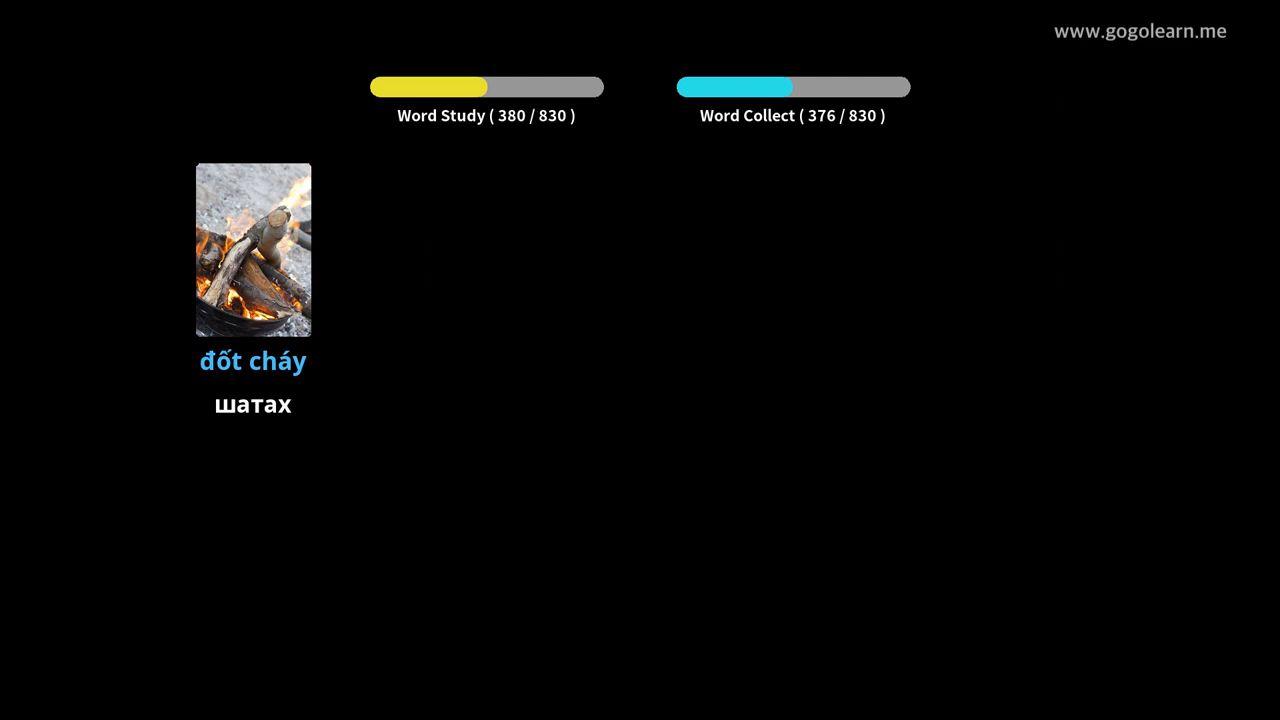 www.gogolearn.me
Word Study ( 380 / 830 )
Word Collect ( 376 / 830 )
đốt cháy
шатах